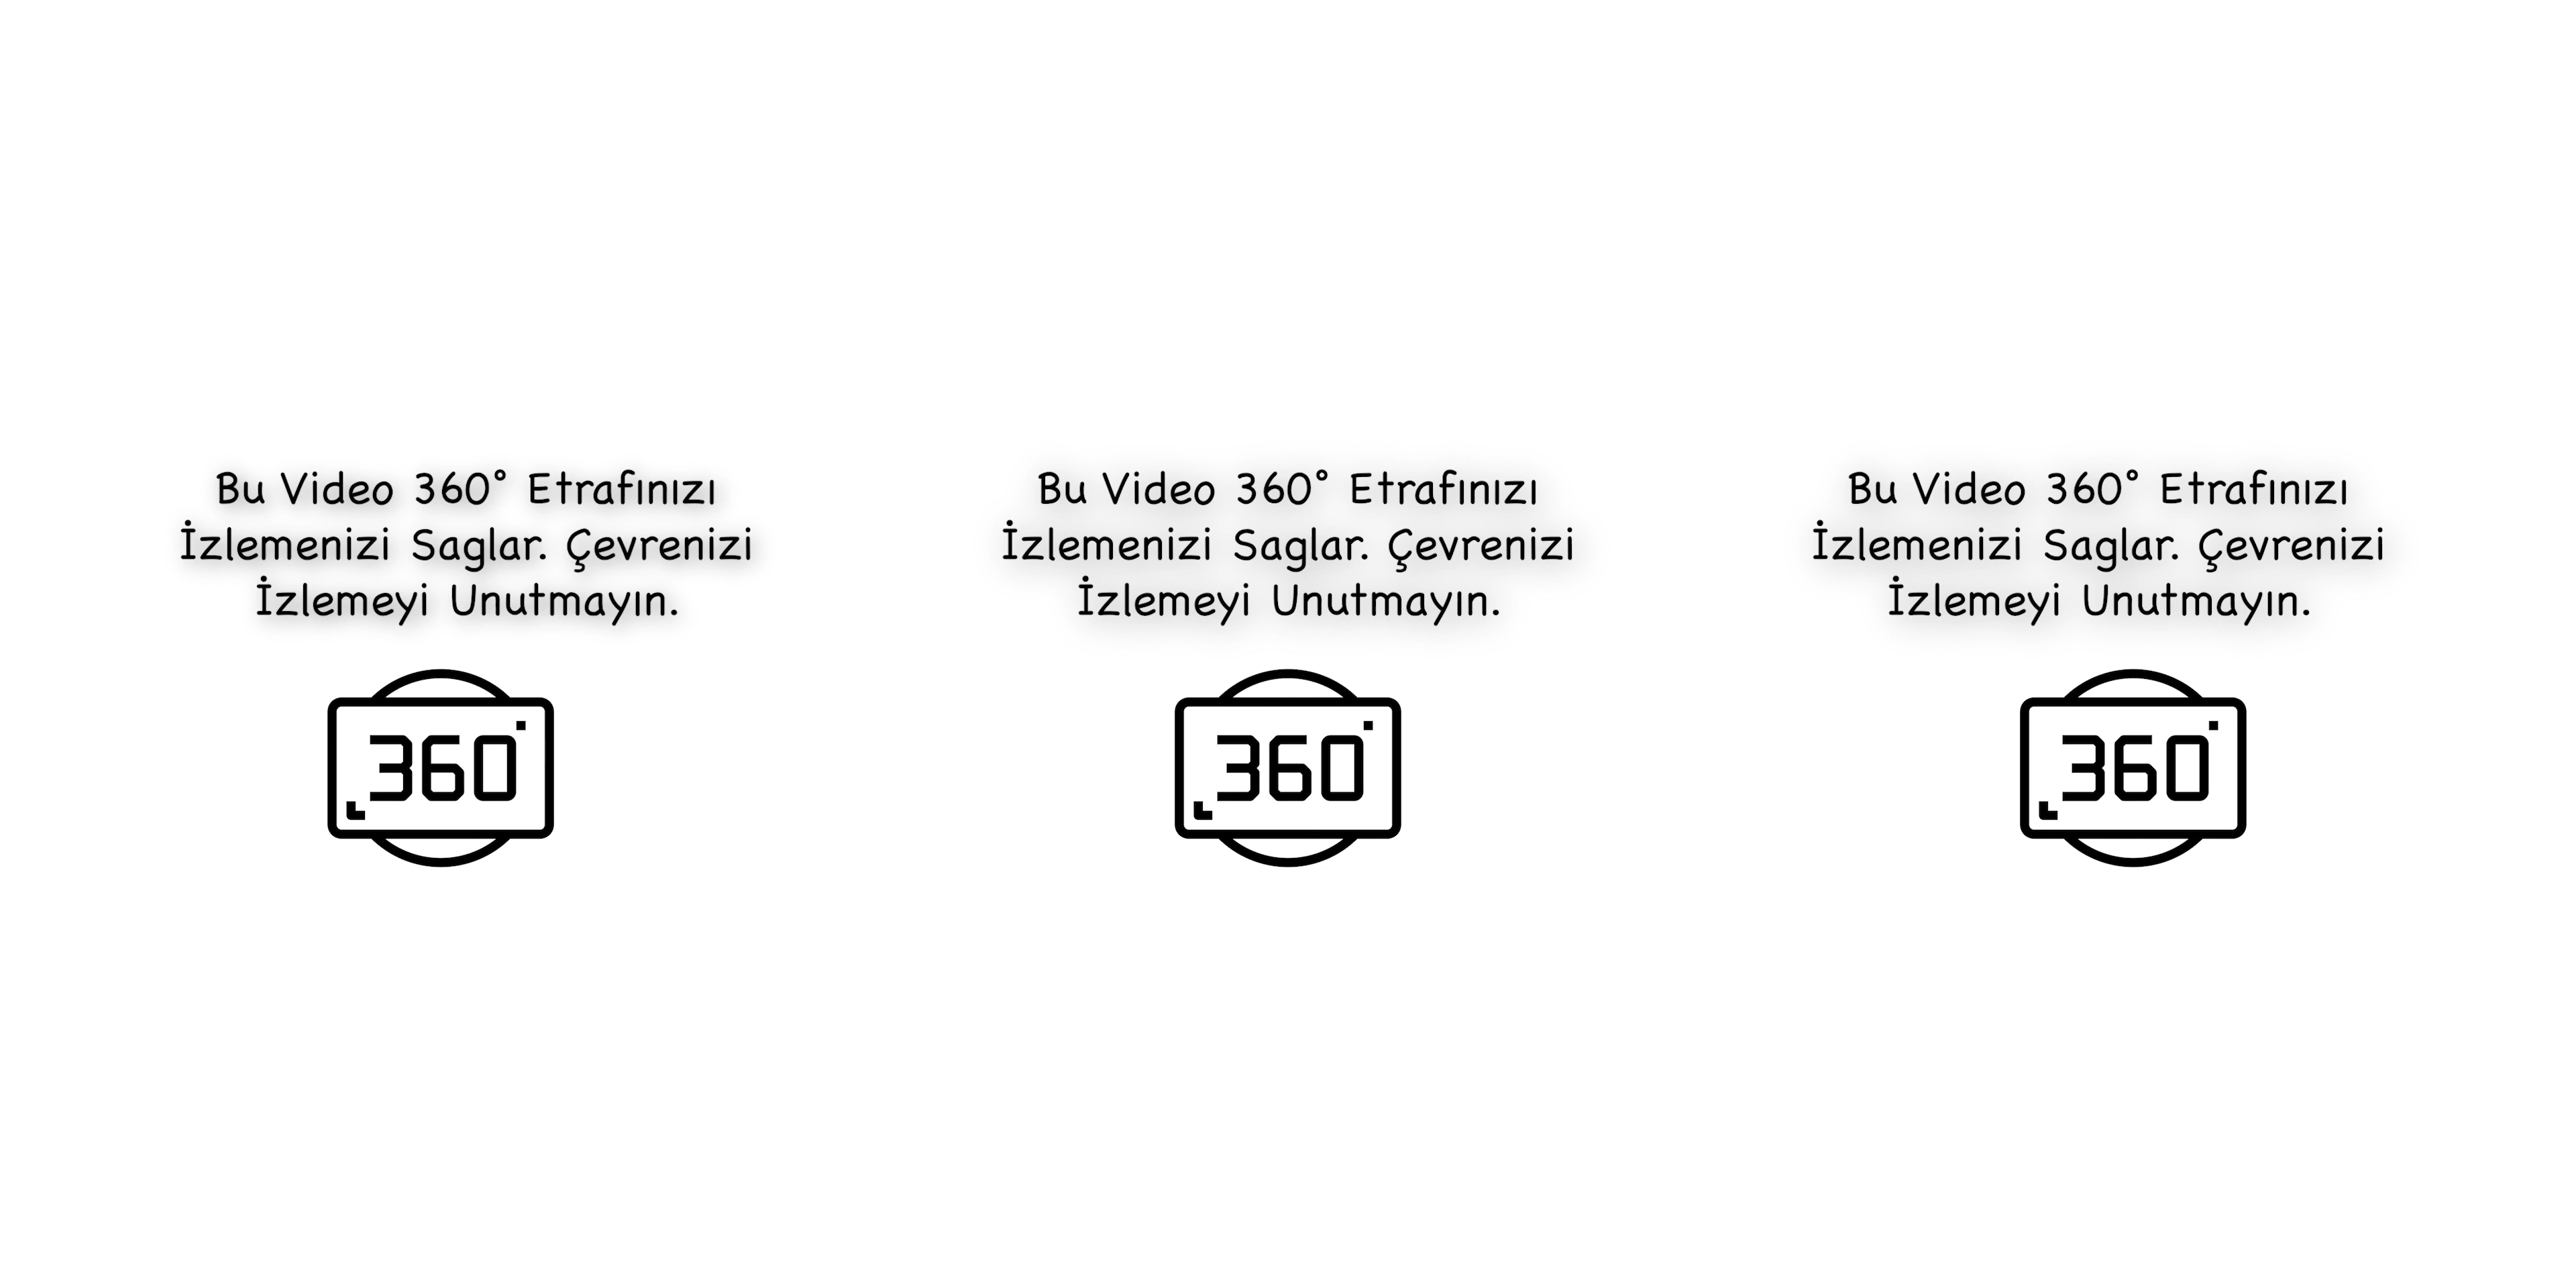 Bu Video 360° Etrafınızı
İzlemenizi Saglar. Çevrenizi
İzlemeyi Unutmayın.
360°
Bu Video 360° Etrafınızı
İzlemenizi Saglar. Çevrenizi
İzlemeyi Unutmayın.
360°
Bu Video 360° Etrafınızı
İzlemenizi Saglar. Çevrenizi
İzlemeyi Unutmayın.
360°